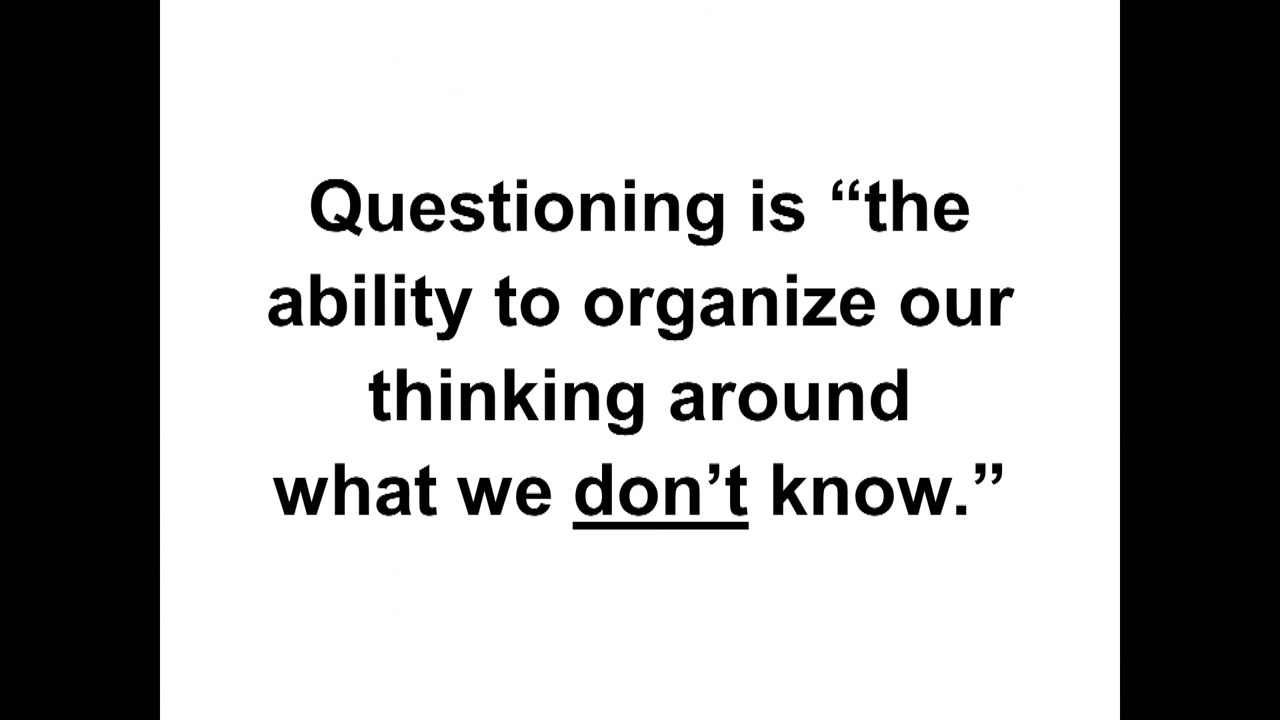 Questioning is “the
ability to organize our
thinking around
what we don’t know.”